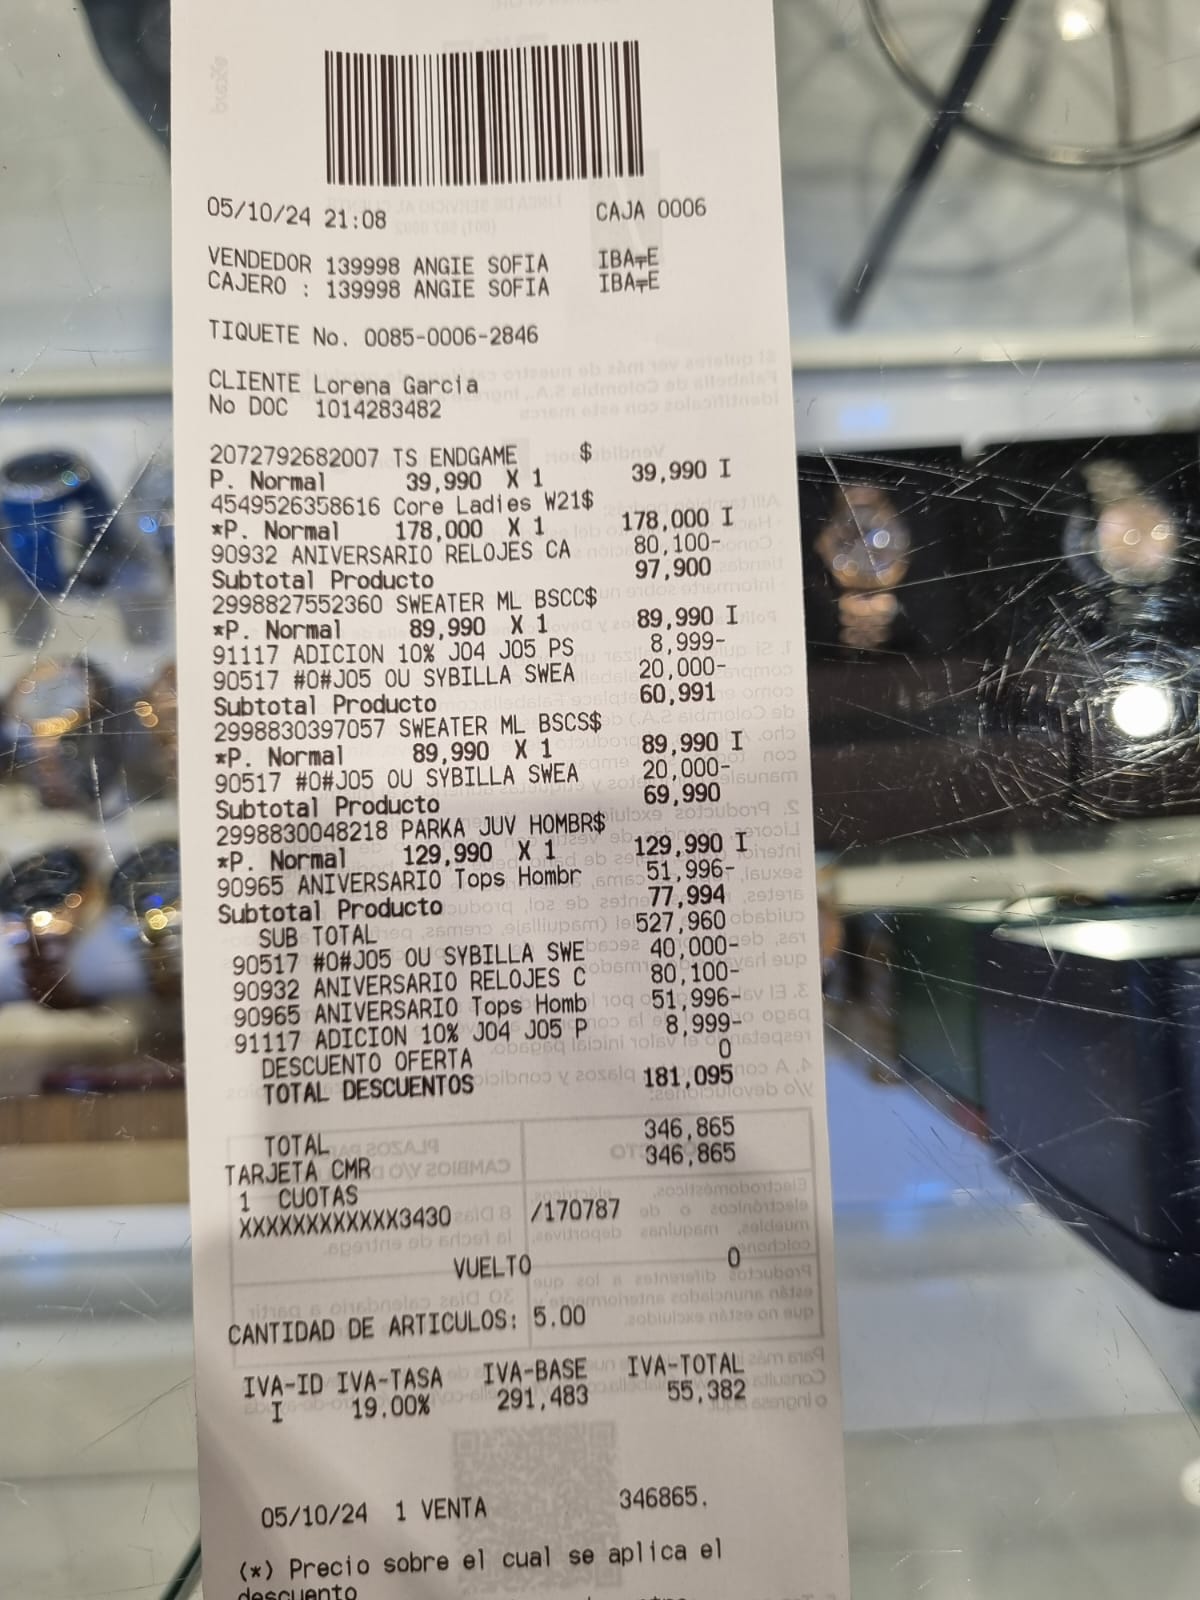 05/10/24 21:08 CAJA 0006
VENDEDOR 139998 ANGIE SOFIA IBA╤E
CAJERO : 139998 ANGIE SOFIA IBA╤E
TIQUETE No. 0085-0006-2846
CLIENTE Lorena Garcia
No DOC 1014283482
2072792682007 TS ENDGAME $
P. Normal 39,990 X 1 39,990 I
4549526358616 Core Ladies W21$
*P. Normal 178,000 X 1 178,000 I
90932 ANIVERSARIO RELOJES CA 80,100-
Subtotal Producto 97,900
2998827552360 SWEATER ML BSCC$
*P. Normal 89,990 X 1 89,990 I
91117 ADICION 10% J04 J05 PS 8,999-
90517 #0#J05 OU SYBILLA SWEA 20,000-
Subtotal Producto 60,991
2998830397057 SWEATER ML BSCS$
*P. Normal 89,990 X 1 89,990 I
90517 #0#J05 OU SYBILLA SWEA 20,000-
Subtotal Producto 69,990
2998830048218 PARKA JUV HOMBR$
*P. Normal 129,990 X 1 129,990 I
90965 ANIVERSARIO Tops Hombr 51,996-
Subtotal Producto 77,994
SUB TOTAL 527,960
90517 #0#J05 OU SYBILLA SWE 40,000-
90932 ANIVERSARIO RELOJES C 80,100-
90965 ANIVERSARIO Tops Homb 51,996-
91117 ADICION 10% J04 J05 P 8,999-
DESCUENTO OFERTA 0
TOTAL DESCUENTOS 181,095
TOTAL 346,865
TARJETA CMR 346,865
1 CUOTAS
XXXXXXXXXXXX3430 /170787
VUELTO 0
CANTIDAD DE ARTICULOS: 5.00
IVA-ID IVA-TASA IVA-BASE IVA-TOTAL
I 19.00% 291,483 55,382
05/10/24 1 VENTA 346865.
(*) Precio sobre el cual se aplica el
descuento